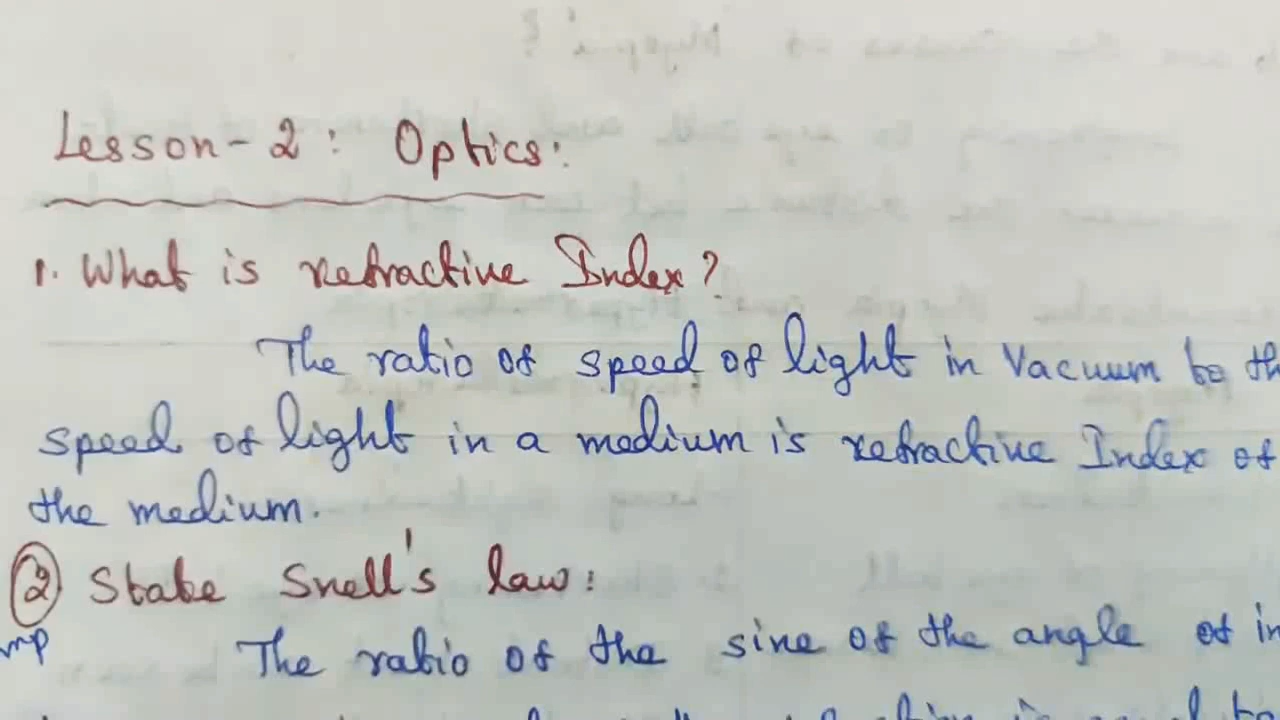 Lesson-2: Optics:
1. What is refractive Index?
The ratio of speed of light in vacuum to th
speed of light in a medium is refractive Index of
the medium.
② State Snell's law:
mp
The ratio of the sine of the angle of in